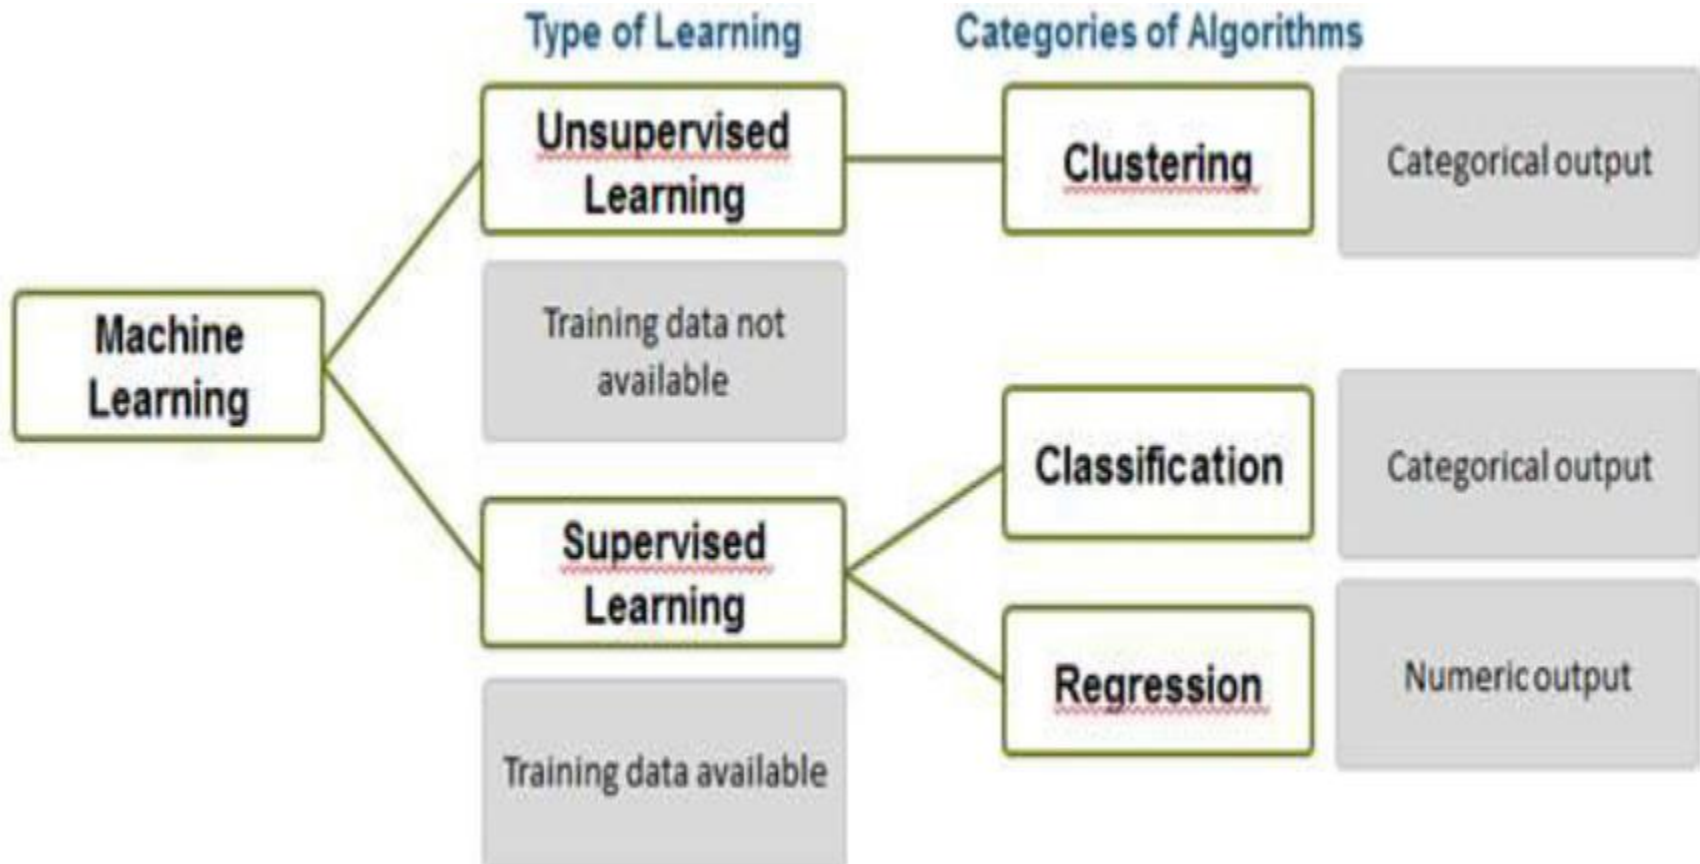 Type of Learning
Categories of Algorithms
Unsupervised
Learning
Clustering
Categorical output
Training data not
available
Machine
Learning
Classification
Categorical output
Supervised
Learning
Regression
Numeric output
Training data available